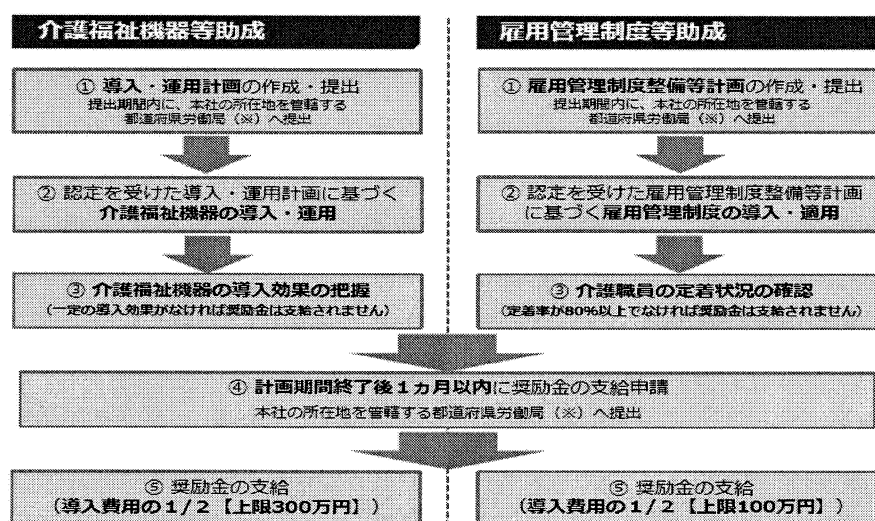 介護福祉機器等助成
① 導入・運用計画の作成・提出
提出期間内に、本社の所在地を管轄する
都道府県労働局（※）へ提出
② 認定を受けた導入・運用計画に基づく
介護福祉機器の導入・運用
③ 介護福祉機器の導入効果の把握
（一定の導入効果がなければ奨励金は支給されません）
雇用管理制度等助成
① 雇用管理制度整備等計画の作成・提出
提出期間内に、本社の所在地を管轄する
都道府県労働局（※）へ提出
② 認定を受けた雇用管理制度整備等計画
に基づく雇用管理制度の導入・適用
③ 介護職員の定着状況の確認
（定着率が80%以上でなければ奨励金は支給されません）
④ 計画期間終了後１ヵ月以内に奨励金の支給申請
本社の所在地を管轄する都道府県労働局（※）へ提出
⑤ 奨励金の支給
（導入費用の１/２【上限300万円】）
⑤ 奨励金の支給
（導入費用の１/２【上限100万円】）